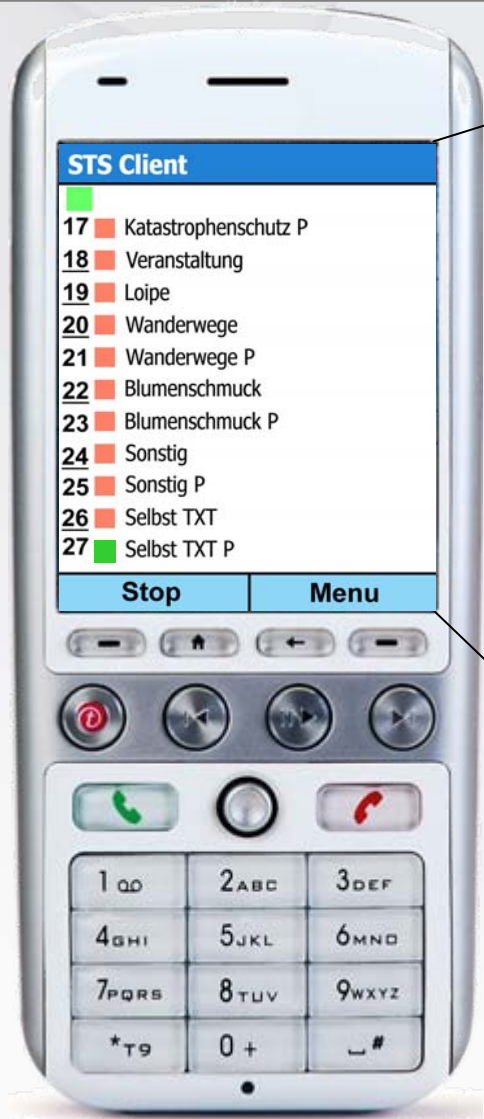 STS Client
17 Katastrophenschutz P
18 Veranstaltung
19 Loipe
20 Wanderwege
21 Wanderwege P
22 Blumenschmuck
23 Blumenschmuck P
24 Sonstig
25 Sonstig P
26 Selbst TXT
27 Selbst TXT P
Stop Menu
1 2ABC 3DEF
4GHI 5JKL 6MNO
7PQRS 8TUV 9WXYZ
*T9 0 + #